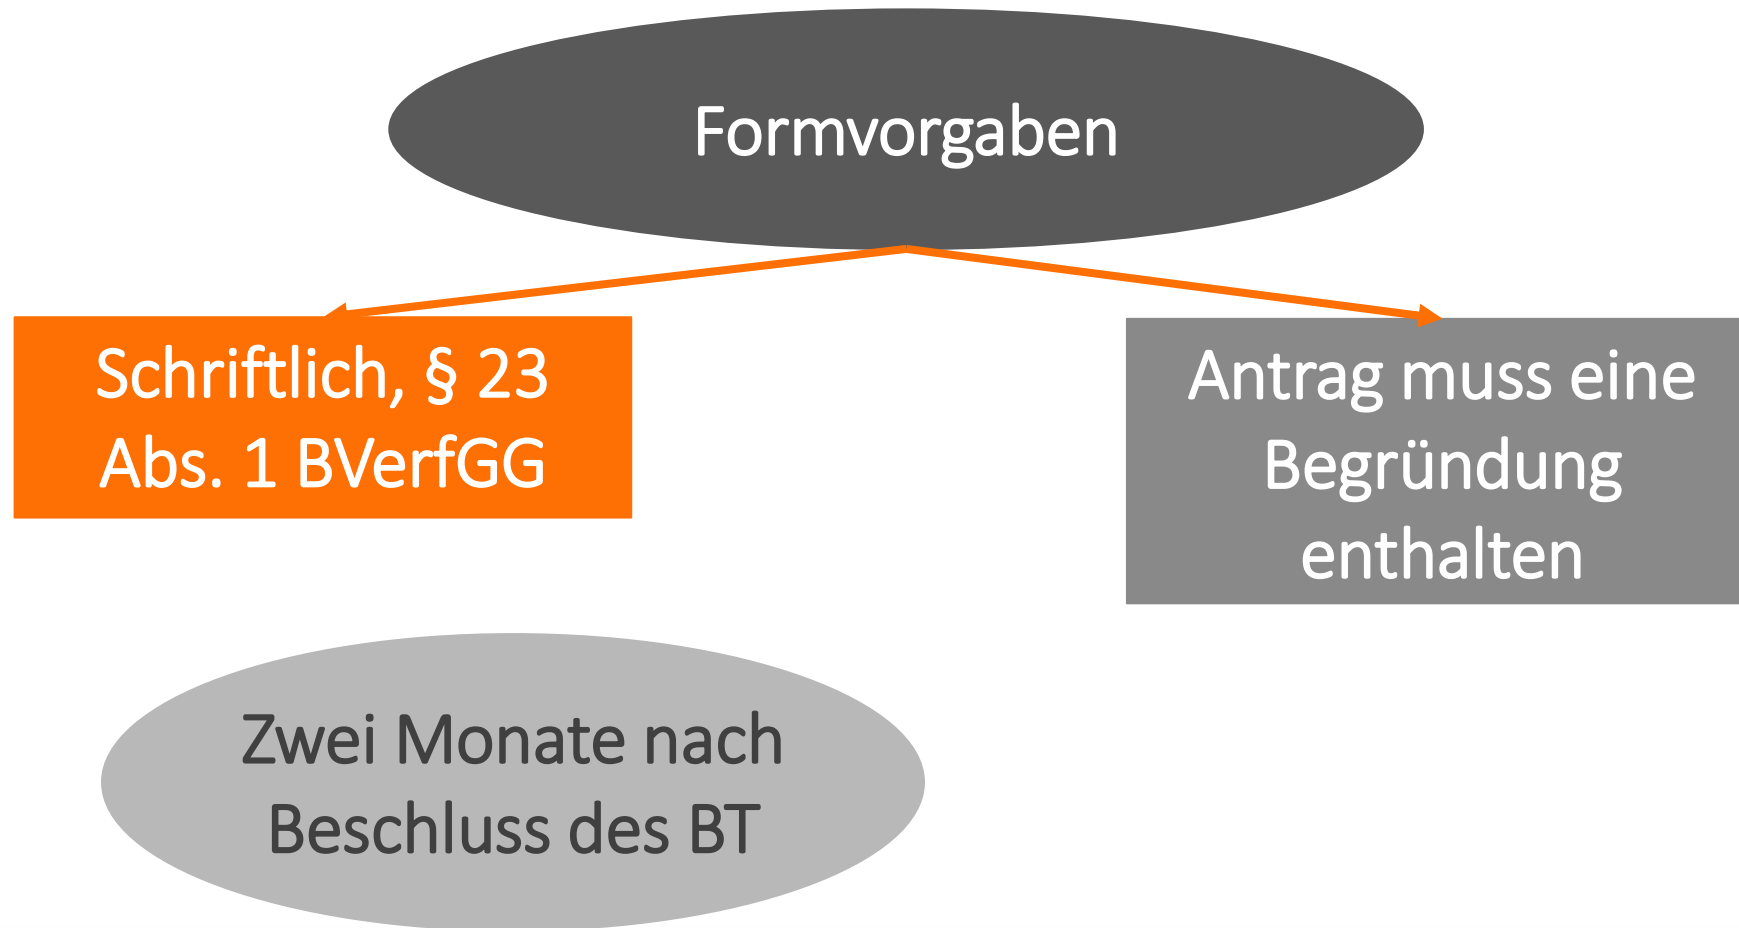 Formvorgaben
Schriftlich, § 23
Abs. 1 BVerfGG
Antrag muss eine
Begründung
enthalten
Zwei Monate nach
Beschluss des BT